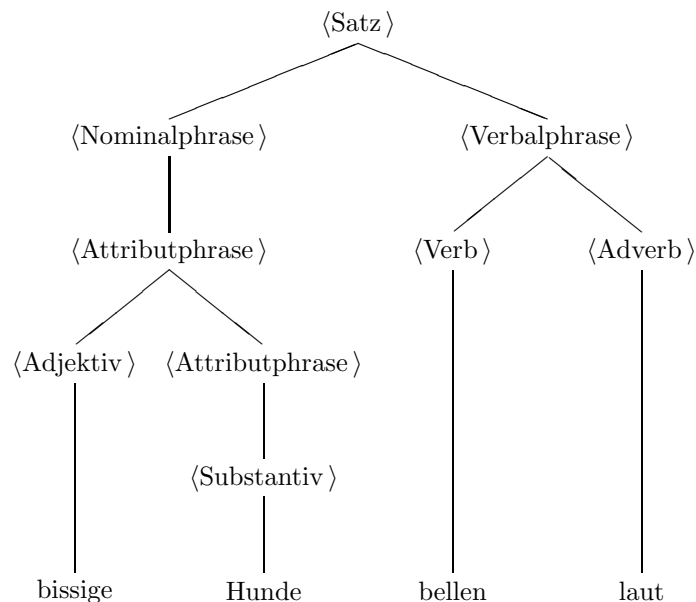 ⟨Satz⟩
⟨Nominalphrase⟩ ⟨Verbalphrase⟩
⟨Attributphrase⟩ ⟨Verb⟩ ⟨Adverb⟩
⟨Adjektiv⟩ ⟨Attributphrase⟩
⟨Substantiv⟩
bissige Hunde bellen laut